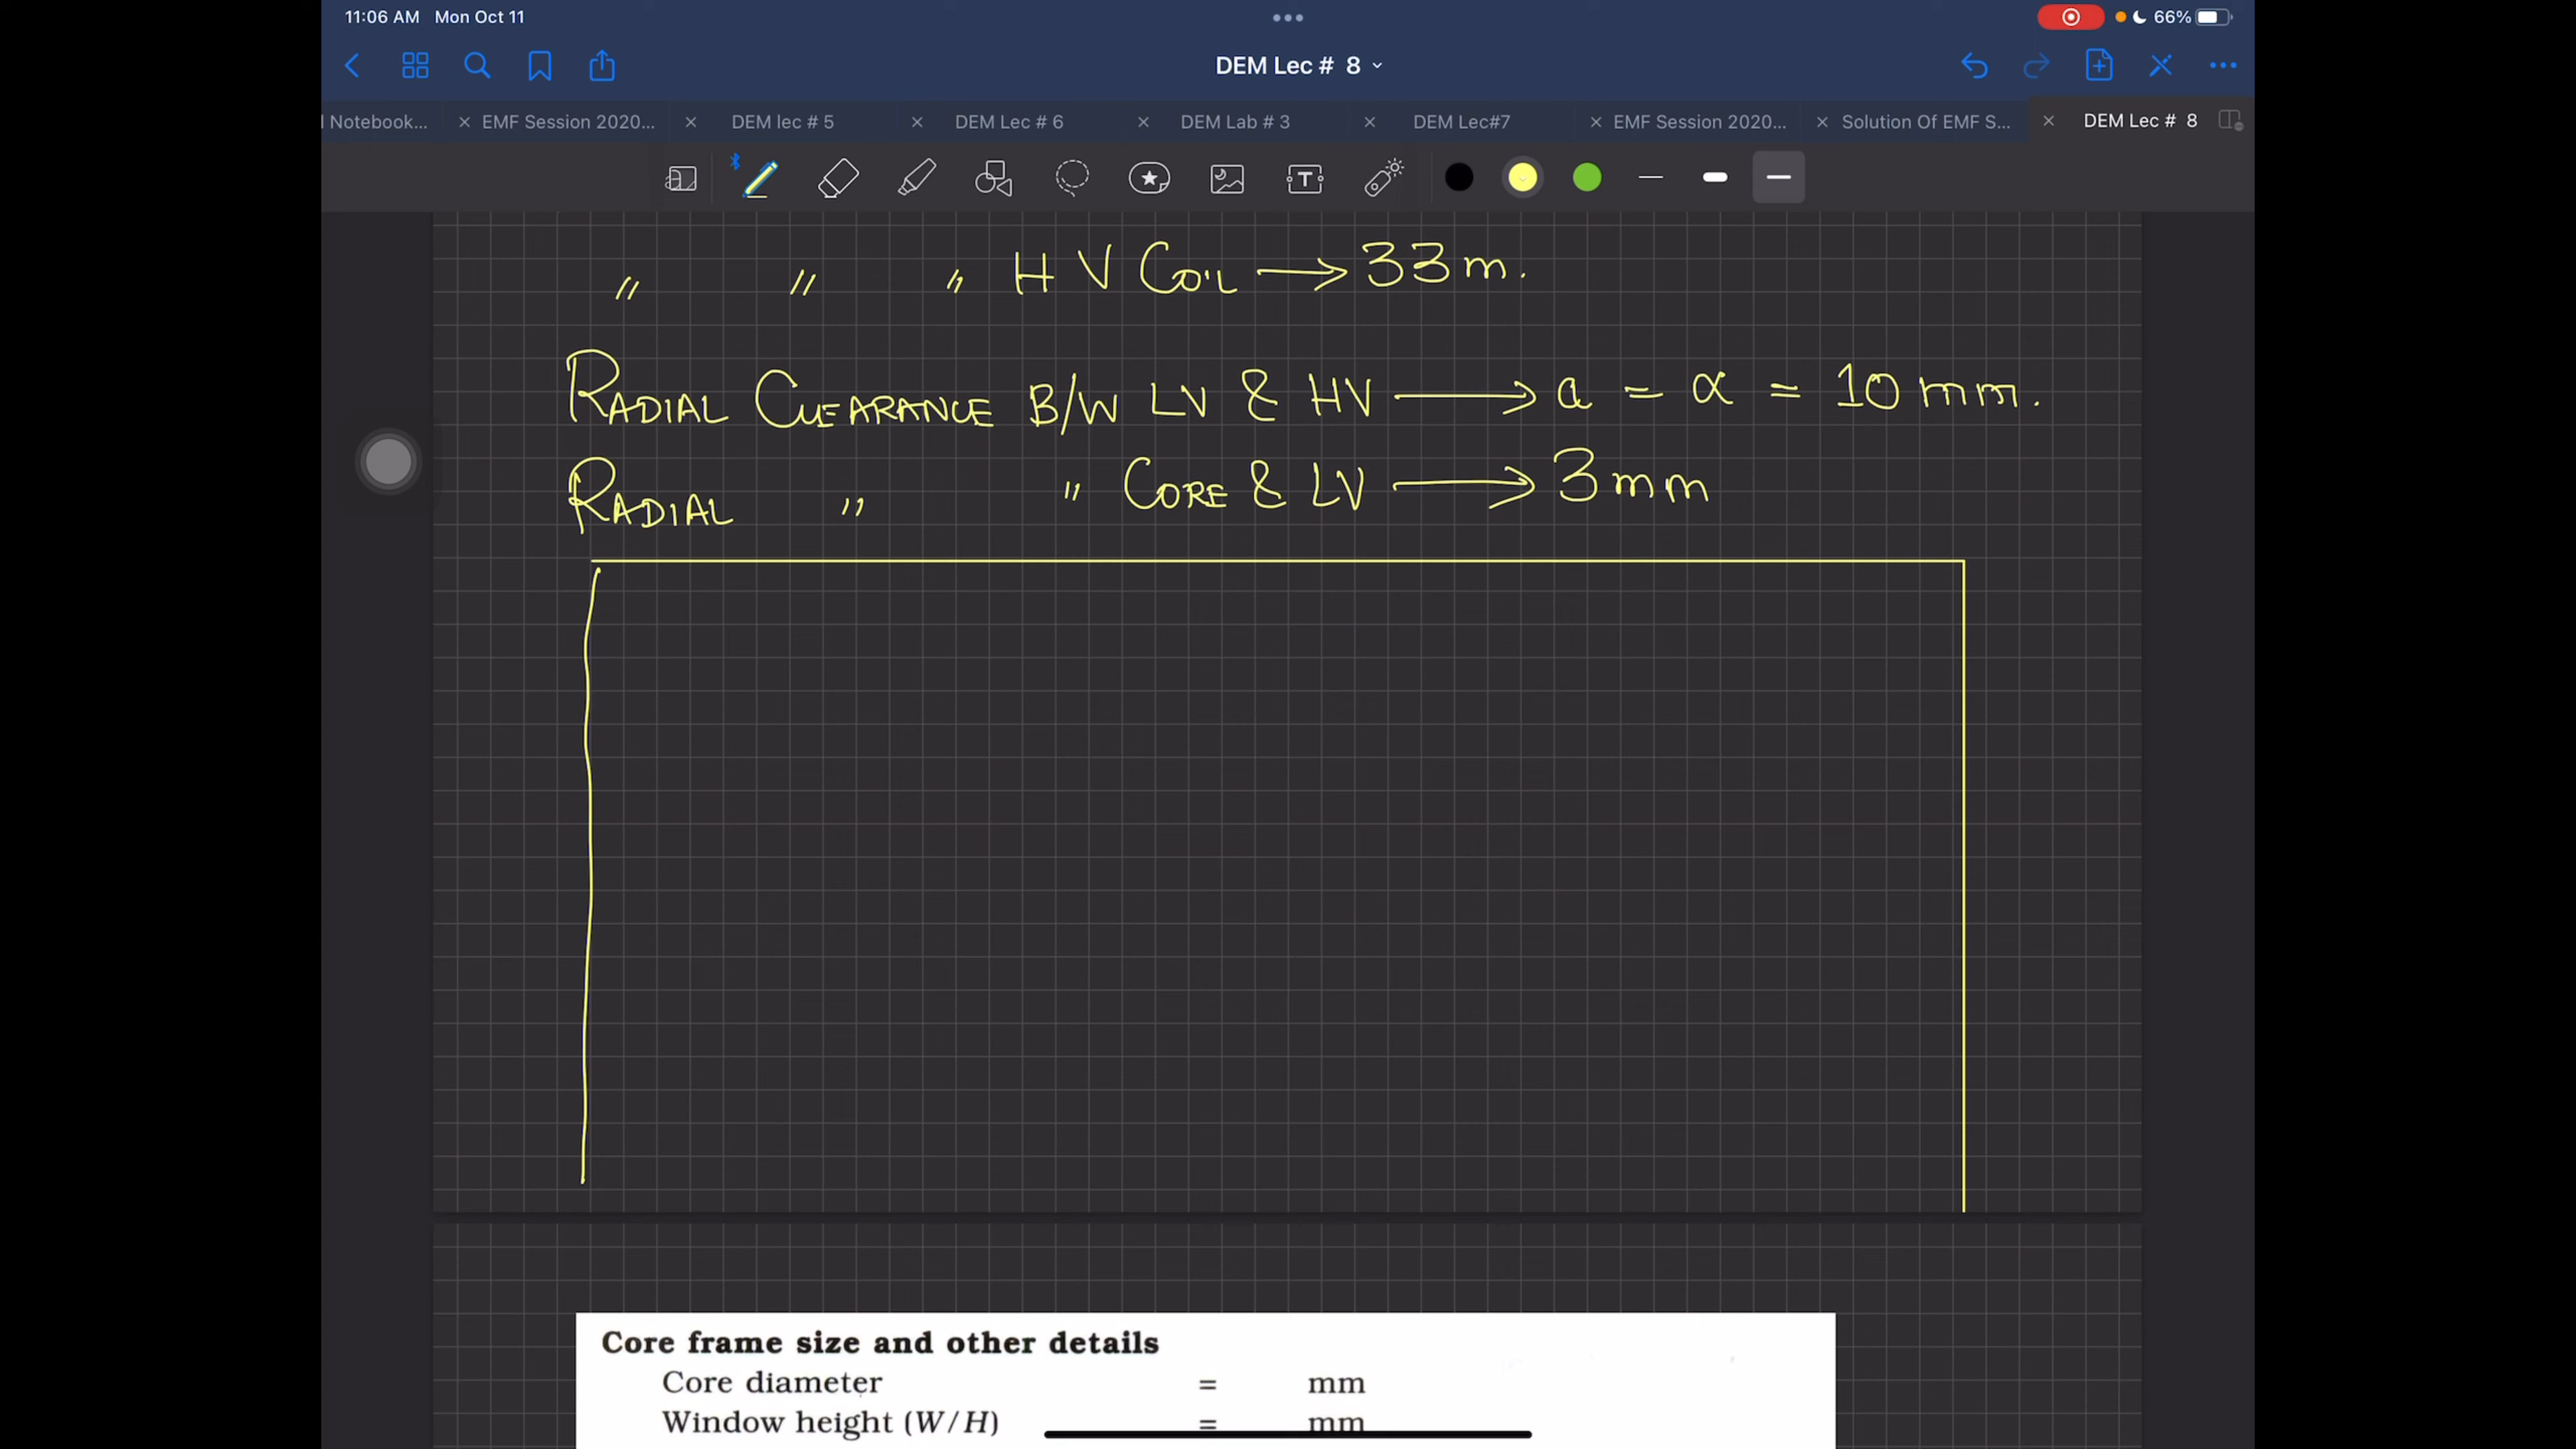 11:06 AM Mon Oct 11
66%
DEM Lec # 8
l Notebook... EMF Session 2020... DEM lec # 5 DEM Lec # 6 DEM Lab # 3 DEM Lec#7 EMF Session 2020... Solution Of EMF S... DEM Lec # 8
" " " HV COIL → 33 m.
RADIAL CLEARANCE B/W LV & HV → a = α = 10 mm.
RADIAL " " CORE & LV → 3 mm
Core frame size and other details
Core diameter = mm
Window height (W/H) = mm